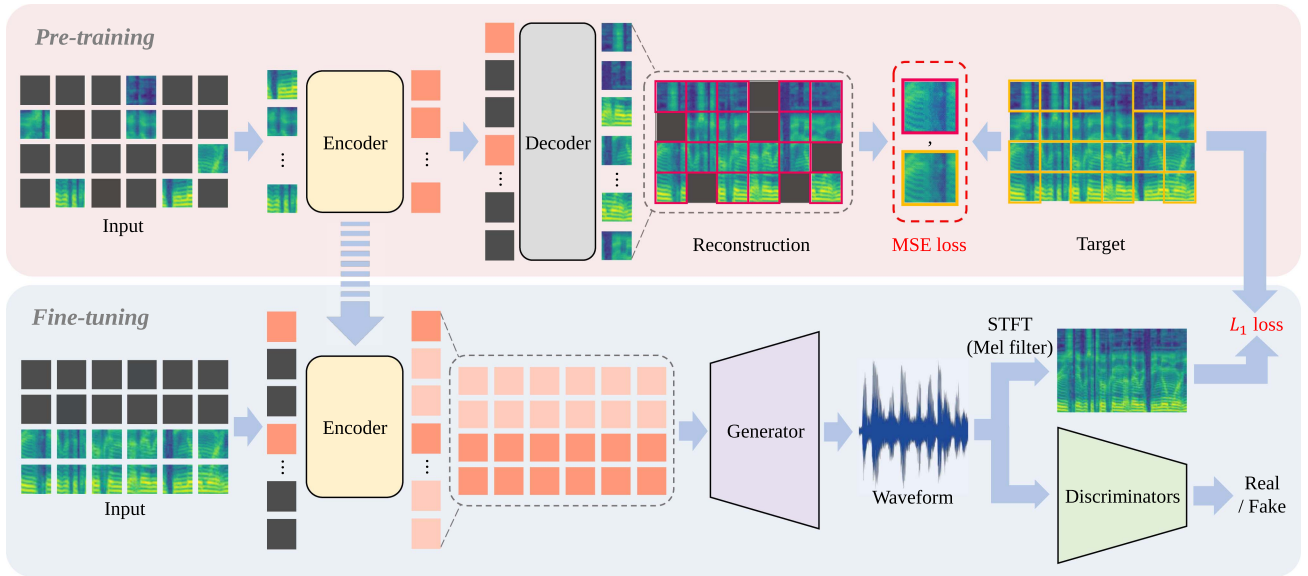 Pre-training
Input
Encoder
Decoder
Reconstruction
,
MSE loss
Target
Fine-tuning
Input
Encoder
Generator
Waveform
STFT
(Mel filter)
L₁ loss
Discriminators
Real
/ Fake